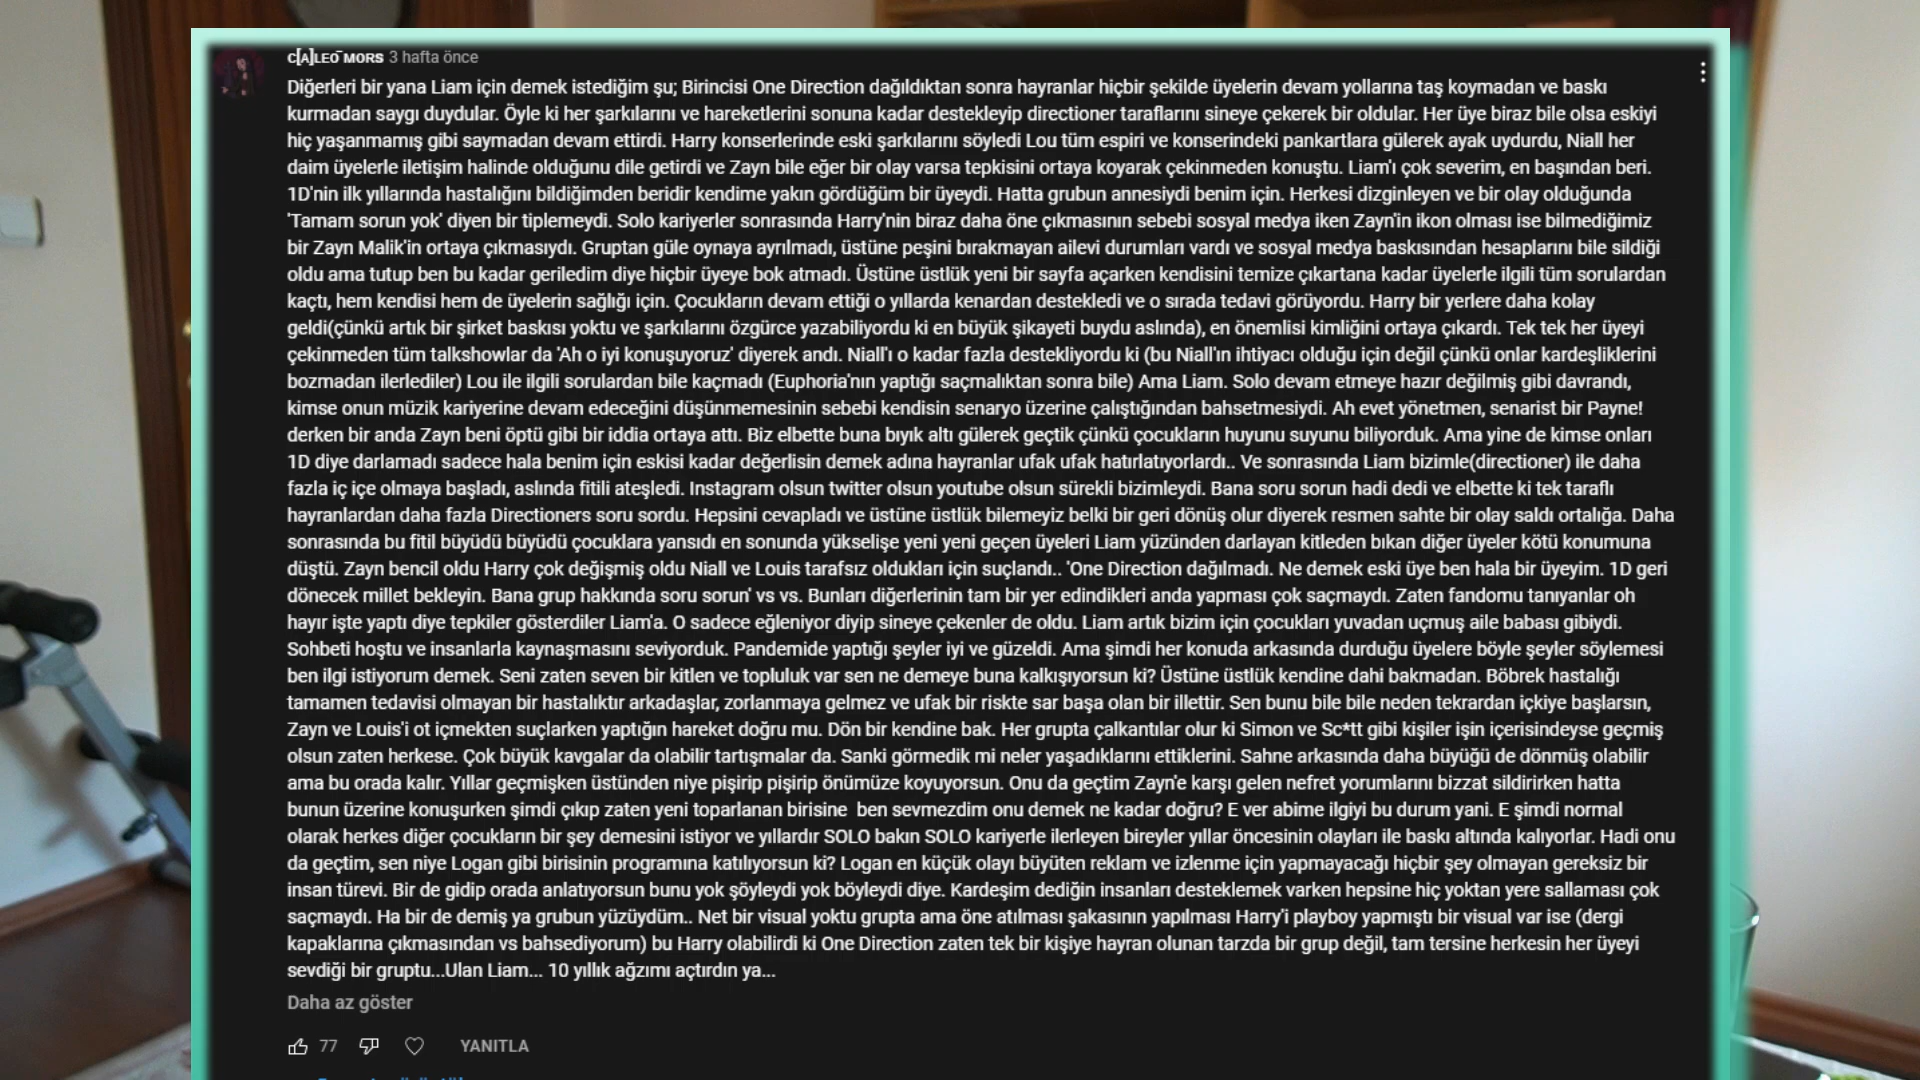 C[A]LEO ̄ MORS 3 hafta önce
Diğerleri bir yana Liam için demek istediğim şu; Birincisi One Direction dağıldıktan sonra hayranlar hiçbir şekilde üyelerin devam yollarına taş koymadan ve baskı
kurmadan saygı duydular. Öyle ki her şarkılarını ve hareketlerini sonuna kadar destekleyip directioner taraflarını sineye çekerek bir oldular. Her üye biraz bile olsa eskiyi
hiç yaşanmamış gibi saymadan devam ettirdi. Harry konserlerinde eski şarkılarını söyledi Lou tüm espiri ve konserindeki pankartlara gülerek ayak uydurdu, Niall her
daim üyelerle iletişim halinde olduğunu dile getirdi ve Zayn bile eğer bir olay varsa tepkisini ortaya koyarak çekinmeden konuştu. Liam'ı çok severim, en başından beri.
1D'nin ilk yıllarında hastalığını bildiğimden beridir kendime yakın gördüğüm bir üyeydi. Hatta grubun annesiydi benim için. Herkesi dizginleyen ve bir olay olduğunda
'Tamam sorun yok' diyen bir tiplemeydi. Solo kariyerler sonrasında Harry'nin biraz daha öne çıkmasının sebebi sosyal medya iken Zayn'in ikon olması ise bilmediğimiz
bir Zayn Malik'in ortaya çıkmasıydı. Gruptan güle oynaya ayrılmadı, üstüne peşini bırakmayan ailevi durumları vardı ve sosyal medya baskısından hesaplarını bile sildiği
oldu ama tutup ben bu kadar geriledim diye hiçbir üyeye bok atmadı. Üstüne üstlük yeni bir sayfa açarken kendisini temize çıkartana kadar üyelerle ilgili tüm sorulardan
kaçtı, hem kendisi hem de üyelerin sağlığı için. Çocukların devam ettiği o yıllarda kenardan destekledi ve o sırada tedavi görüyordu. Harry bir yerlere daha kolay
geldi(çünkü artık bir şirket baskısı yoktu ve şarkılarını özgürce yazabiliyordu ki en büyük şikayeti buydu aslında), en önemlisi kimliğini ortaya çıkardı. Tek tek her üyeyi
çekinmeden tüm talkshowlar da 'Ah o iyi konuşuyoruz' diyerek andı. Niall'ı o kadar fazla destekliyordu ki (bu Niall'ın ihtiyacı olduğu için değil çünkü onlar kardeşliklerini
bozmadan ilerlediler) Lou ile ilgili sorulardan bile kaçmadı (Euphoria'nın yaptığı saçmalıktan sonra bile) Ama Liam. Solo devam etmeye hazır değilmiş gibi davrandı,
kimse onun müzik kariyerine devam edeceğini düşünmemesinin sebebi kendisin senaryo üzerine çalıştığından bahsetmesiydi. Ah evet yönetmen, senarist bir Payne!
derken bir anda Zayn beni öptü gibi bir iddia ortaya attı. Biz elbette buna bıyık altı gülerek geçtik çünkü çocukların huyunu suyunu biliyorduk. Ama yine de kimse onları
1D diye darlamadı sadece hala benim için eskisi kadar değerlisin demek adına hayranlar ufak ufak hatırlatıyorlardı.. Ve sonrasında Liam bizimle(directioner) ile daha
fazla iç içe olmaya başladı, aslında fitili ateşledi. Instagram olsun twitter olsun youtube olsun sürekli bizimleydi. Bana soru sorun hadi dedi ve elbette ki tek taraflı
hayranlardan daha fazla Directioners soru sordu. Hepsini cevapladı ve üstüne üstlük bilemeyiz belki bir geri dönüş olur diyerek resmen sahte bir olay saldı ortalığa. Daha
sonrasında bu fitil büyüdü büyüdü çocuklara yansıdı en sonunda yükselişe yeni yeni geçen üyeleri Liam yüzünden darlayan kitleden bıkan diğer üyeler kötü konumuna
düştü. Zayn bencil oldu Harry çok değişmiş oldu Niall ve Louis tarafsız oldukları için suçlandı.. 'One Direction dağılmadı. Ne demek eski üye ben hala bir üyeyim. 1D geri
dönecek millet bekleyin. Bana grup hakkında soru sorun' vs vs. Bunları diğerlerinin tam bir yer edindikleri anda yapması çok saçmaydı. Zaten fandomu tanıyanlar oh
hayır işte yaptı diye tepkiler gösterdiler Liam'a. O sadece eğleniyor diyip sineye çekenler de oldu. Liam artık bizim için çocukları yuvadan uçmuş aile babası gibiydi.
Sohbeti hoştu ve insanlarla kaynaşmasını seviyorduk. Pandemide yaptığı şeyler iyi ve güzeldi. Ama şimdi her konuda arkasında durduğu üyelere böyle şeyler söylemesi
ben ilgi istiyorum demek. Seni zaten seven bir kitlen ve topluluk var sen ne demeye buna kalkışıyorsun ki? Üstüne üstlük kendine dahi bakmadan. Böbrek hastalığı
tamamen tedavisi olmayan bir hastalıktır arkadaşlar, zorlanmaya gelmez ve ufak bir riskte sar başa olan bir illettir. Sen bunu bile bile neden tekrardan içkiye başlarsın,
Zayn ve Louis'i ot içmekten suçlarken yaptığın hareket doğru mu. Dön bir kendine bak. Her grupta çalkantılar olur ki Simon ve Sc*tt gibi kişiler işin içerisindeyse geçmiş
olsun zaten herkese. Çok büyük kavgalar da olabilir tartışmalar da. Sanki görmedik mi neler yaşadıklarını ettiklerini. Sahne arkasında daha büyüğü de dönmüş olabilir
ama bu orada kalır. Yıllar geçmişken üstünden niye pişirip pişirip önümüze koyuyorsun. Onu da geçtim Zayn'e karşı gelen nefret yorumlarını bizzat sildirirken hatta
bunun üzerine konuşurken şimdi çıkıp zaten yeni toparlanan birisine  ben sevmezdim onu demek ne kadar doğru? E ver abime ilgiyi bu durum yani. E şimdi normal
olarak herkes diğer çocukların bir şey demesini istiyor ve yıllardır SOLO bakın SOLO kariyerle ilerleyen bireyler yıllar öncesinin olayları ile baskı altında kalıyorlar. Hadi onu
da geçtim, sen niye Logan gibi birisinin programına katılıyorsun ki? Logan en küçük olayı büyüten reklam ve izlenme için yapmayacağı hiçbir şey olmayan gereksiz bir
insan türevi. Bir de gidip orada anlatıyorsun bunu yok şöyleydi yok böyleydi diye. Kardeşim dediğin insanları desteklemek varken hepsine hiç yoktan yere sallaması çok
saçmaydı. Ha bir de demiş ya grubun yüzüydüm.. Net bir visual yoktu grupta ama öne atılması şakasının yapılması Harry'i playboy yapmıştı bir visual var ise (dergi
kapaklarına çıkmasından vs bahsediyorum) bu Harry olabilirdi ki One Direction zaten tek bir kişiye hayran olunan tarzda bir grup değil, tam tersine herkesin her üyeyi
sevdiği bir gruptu...Ulan Liam... 10 yıllık ağzımı açtırdın ya...
Daha az göster
77 YANITLA